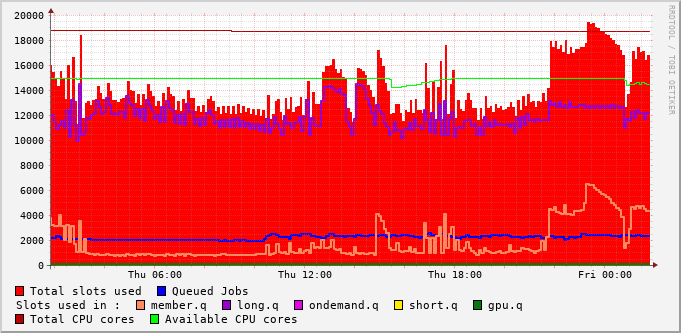 20000
18000
16000
14000
12000
10000
8000
6000
4000
2000
0
Thu 06:00 Thu 12:00 Thu 18:00 Fri 00:00
RRDTOOL / TOBI OETIKER
Total slots used Queued Jobs
Slots used in : member.q long.q ondemand.q short.q gpu.q
Total CPU cores Available CPU cores